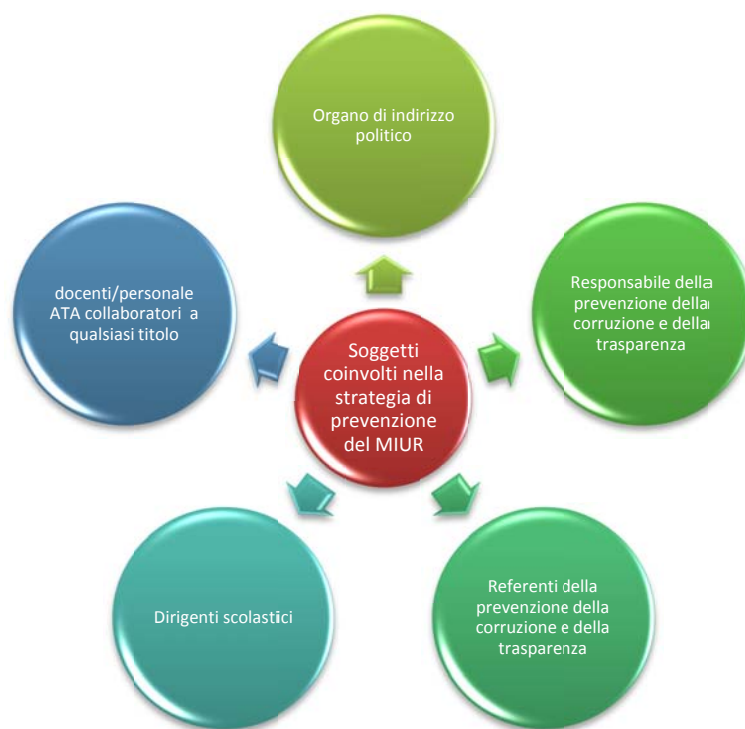 Organo di indirizzo
politico
docenti/personale
ATA collaboratori a
qualsiasi titolo
Responsabile della
prevenzione della
corruzione e della
trasparenza
Soggetti
coinvolti nella
strategia di
prevenzione
del MIUR
Dirigenti scolastici
Referenti della
prevenzione della
corruzione e della
trasparenza